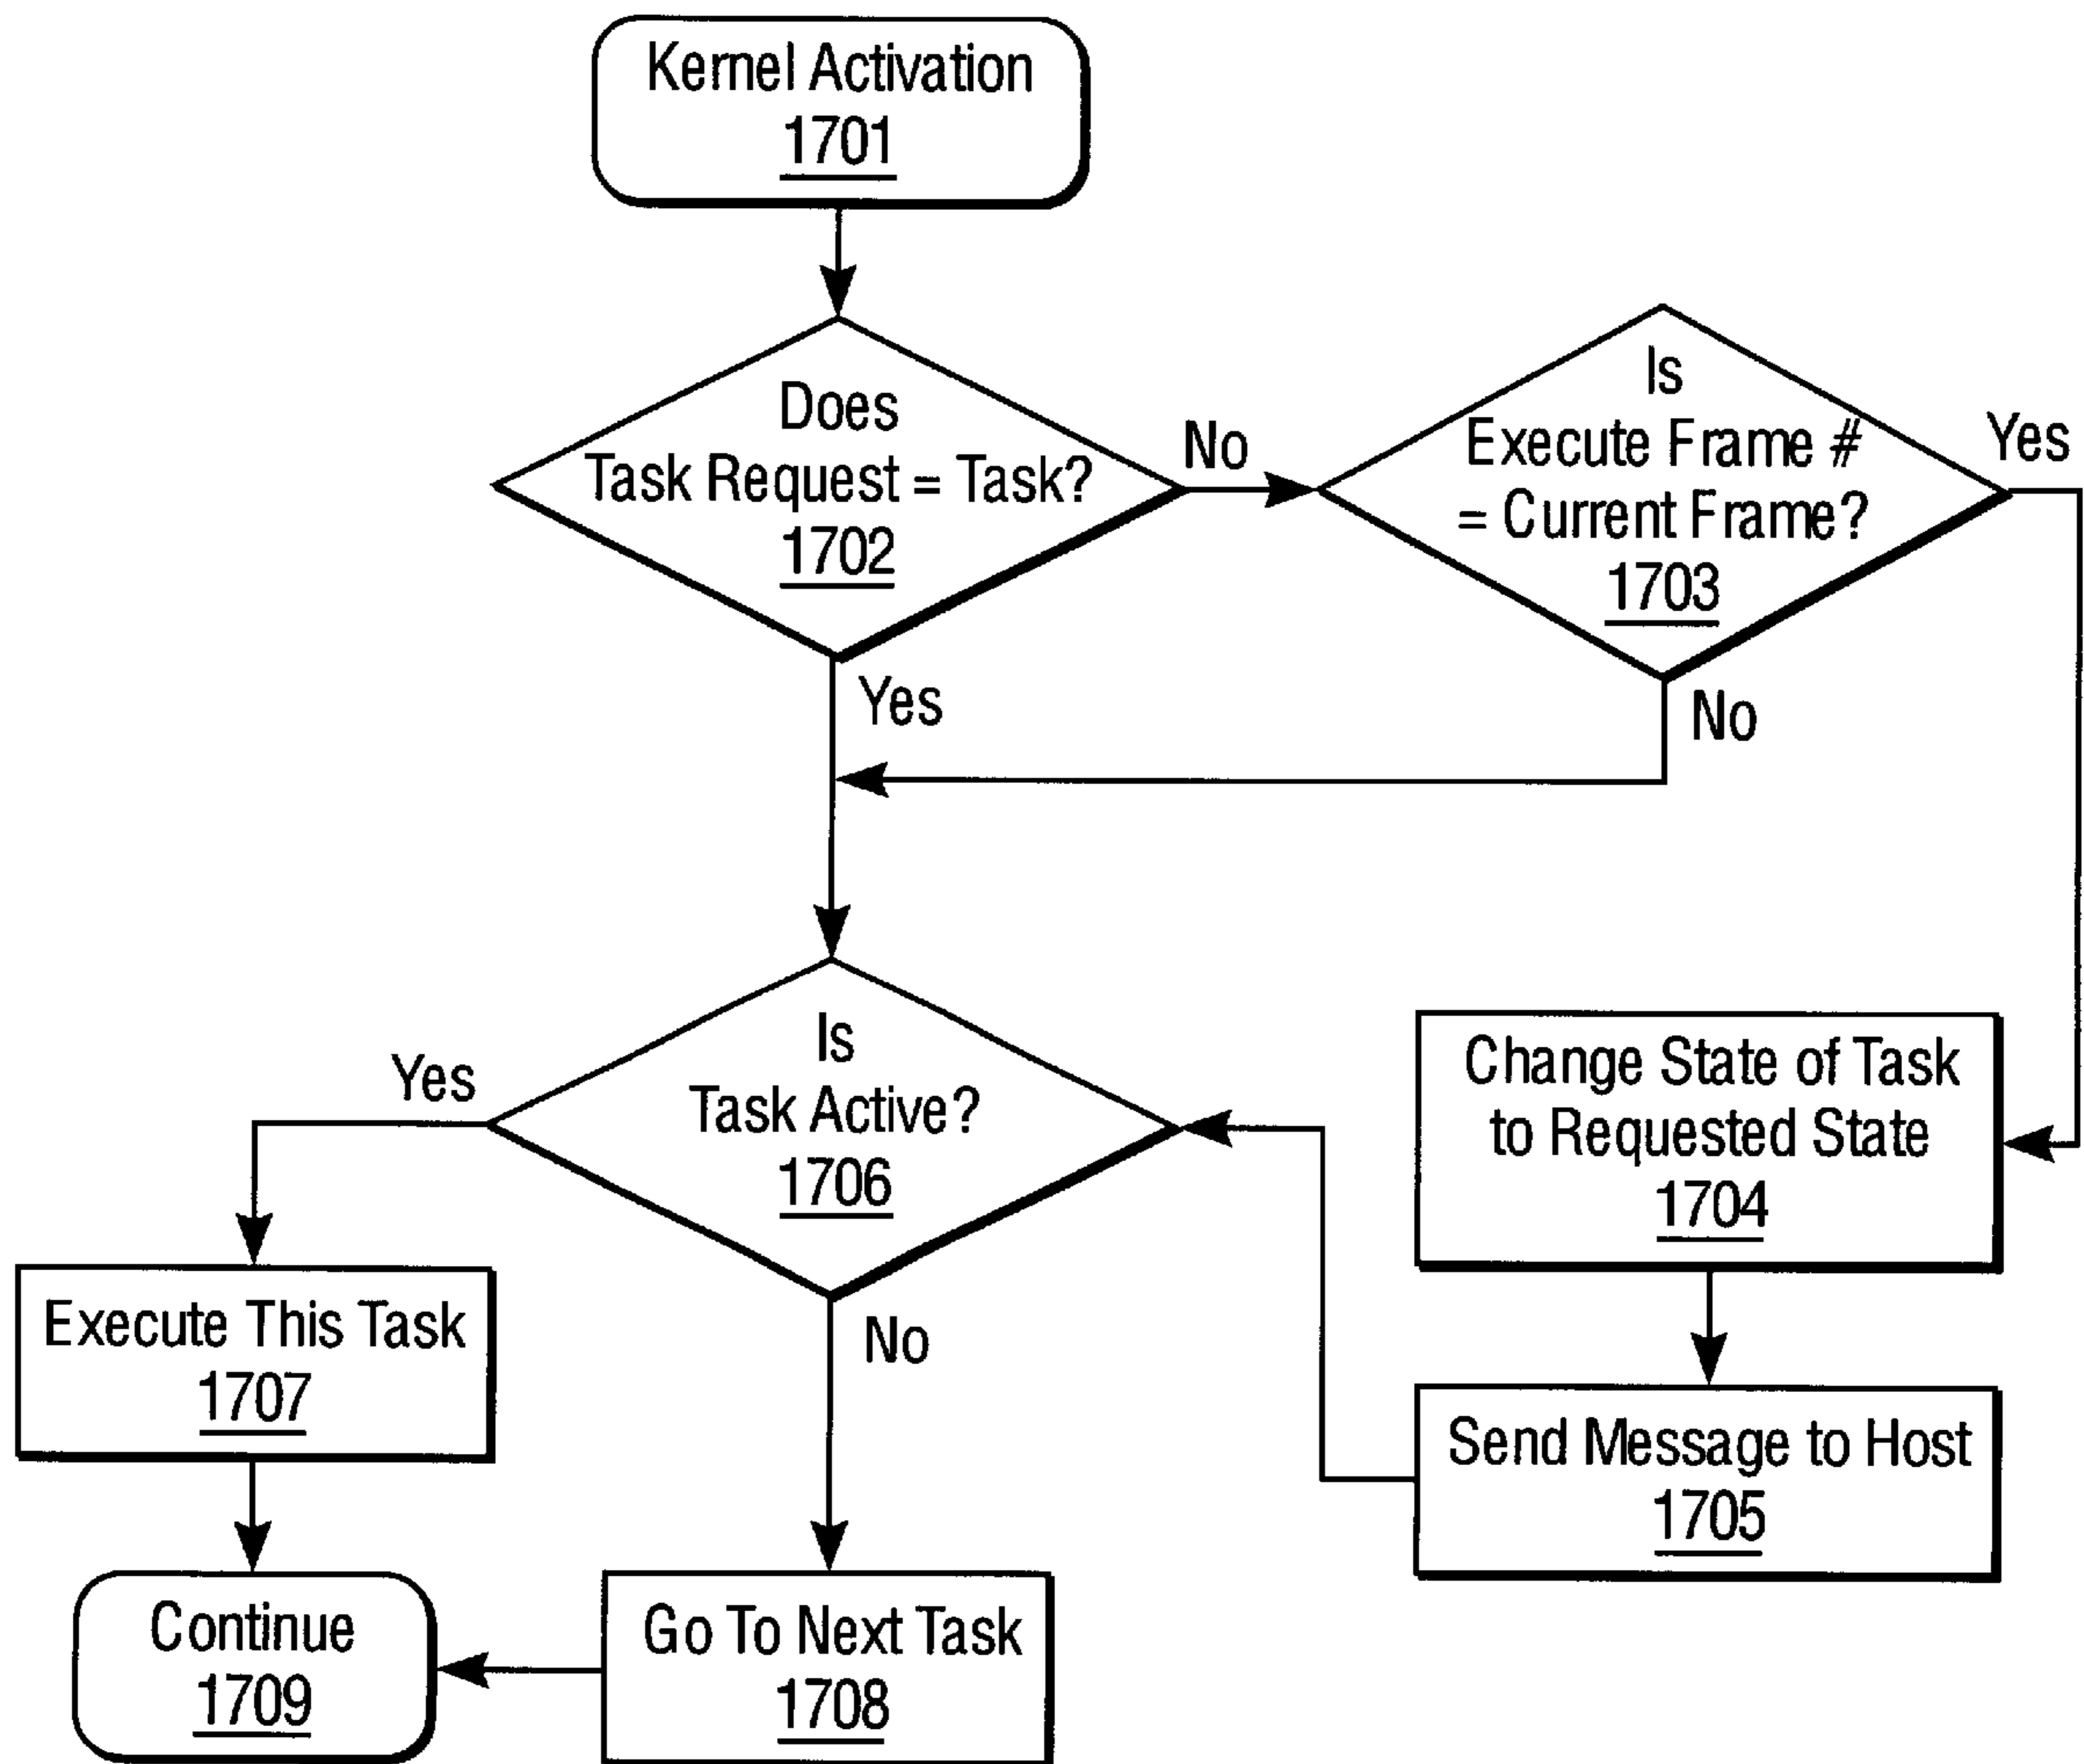 Kernel Activation
1701
Does
Task Request = Task?
1702
No
Is
Execute Frame #
= Current Frame?
1703
Yes
Yes
No
Is
Task Active?
1706
Yes
No
Change State of Task
to Requested State
1704
Execute This Task
1707
Send Message to Host
1705
Continue
1709
Go To Next Task
1708